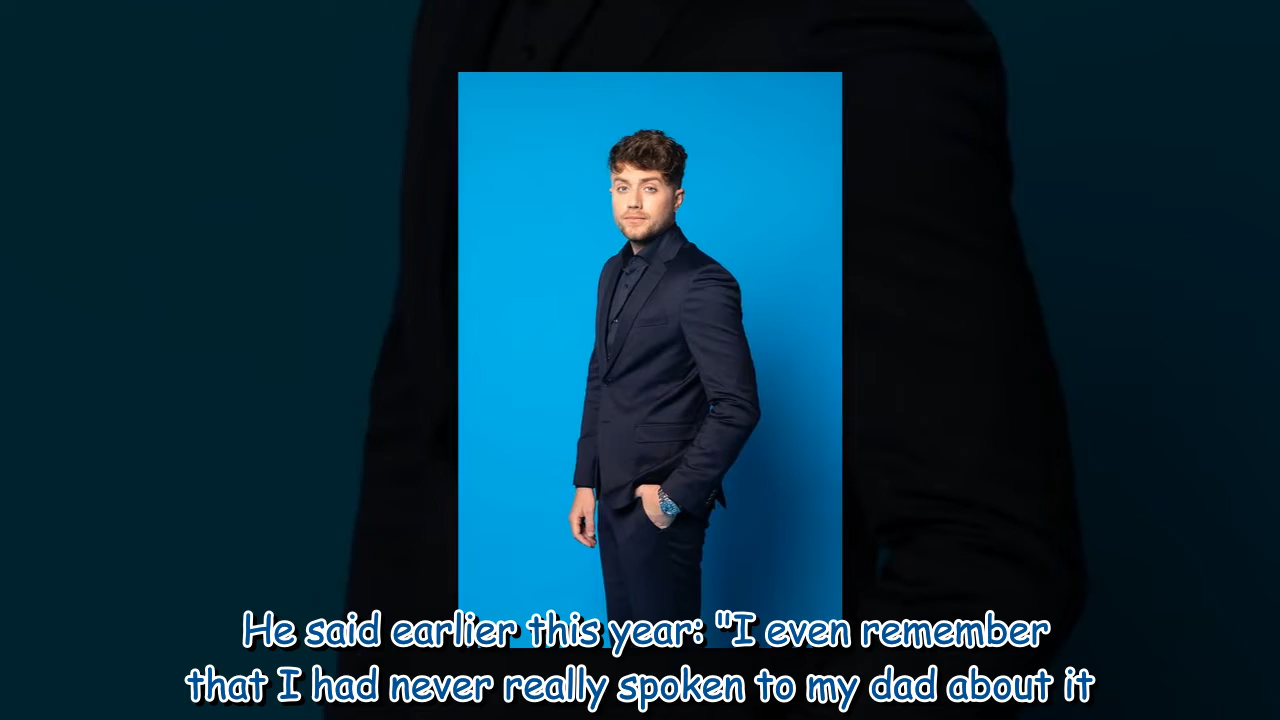 He said earlier this year: "I even remember
that I had never really spoken to my dad about it